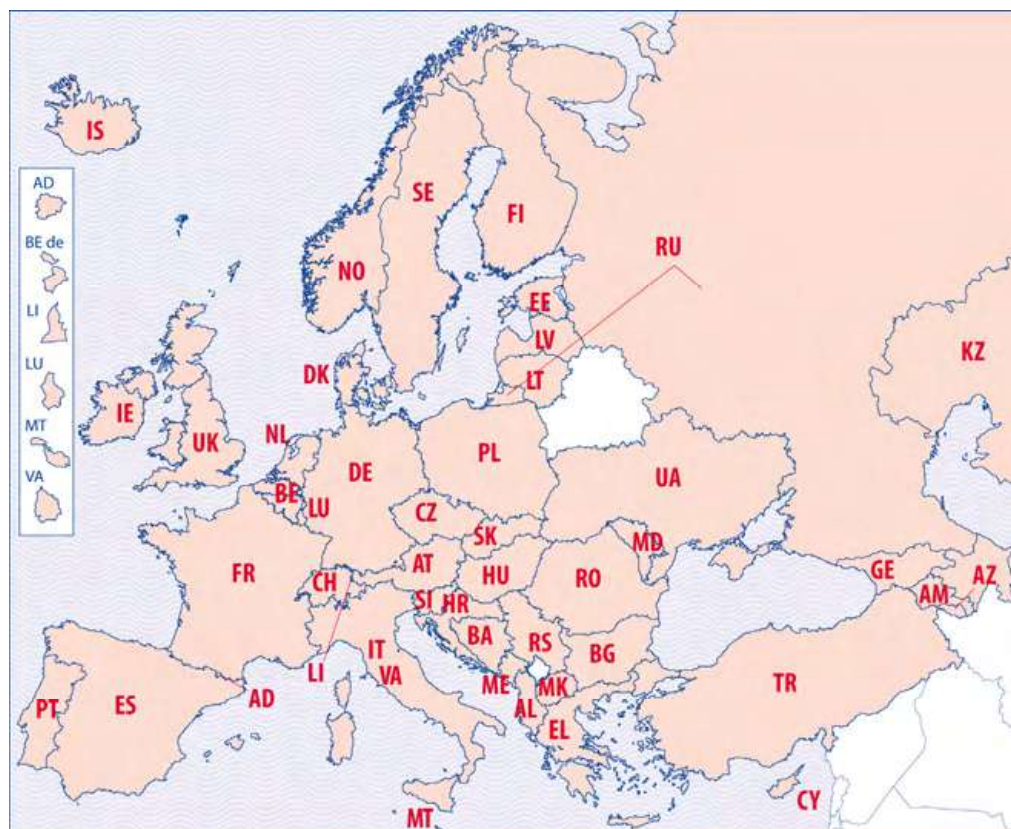 IS
AD
BE de
LI
LU
MT
VA
SE
FI
NO
RU
EE
LV
LT
KZ
DK
IE
UK
NL
DE
PL
BE
LU
CZ
UA
SK
MD
FR
CH
AT
HU
RO
GE
AZ
AM
SI
HR
BA
RS
BG
IT
LI
VA
ME
MK
TR
PT
ES
AD
AL
EL
CY
MT